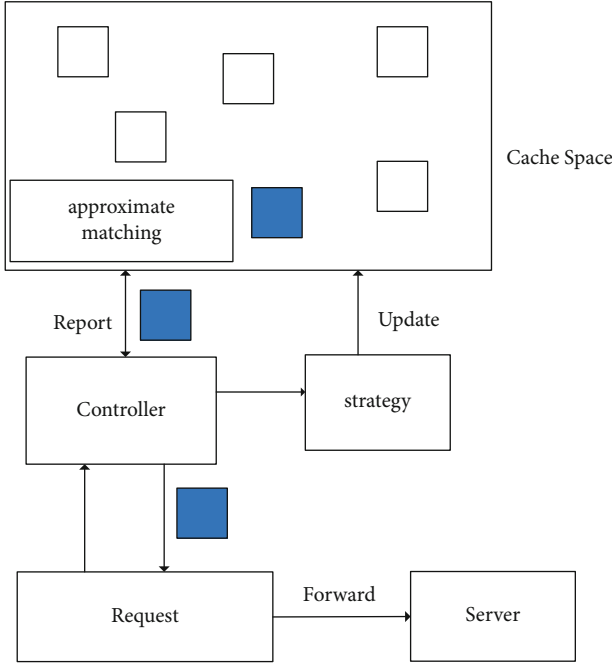 Cache Space
approximate
matching
Report
Update
Controller
strategy
Request
Forward
Server